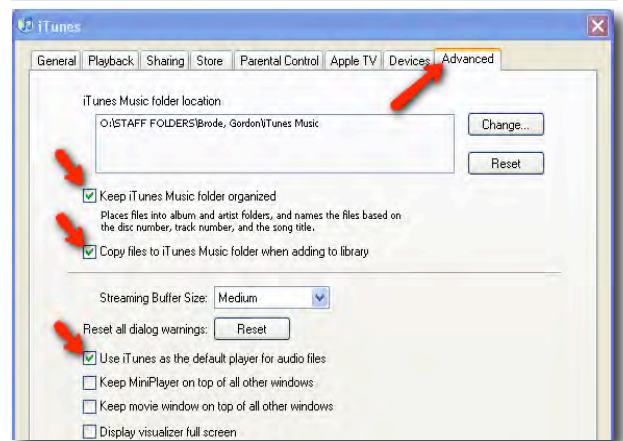 iTunes
General Playback Sharing Store Parental Control Apple TV Devices Advanced
iTunes Music folder location
O:\STAFF FOLDERS\Brode, Gordon\iTunes Music
Change...
Reset
Keep iTunes Music folder organized
Places files into album and artist folders, and names the files based on
the disc number, track number, and the song title.
Copy files to iTunes Music folder when adding to library
Streaming Buffer Size: Medium
Reset all dialog warnings: Reset
Use iTunes as the default player for audio files
Keep MiniPlayer on top of all other windows
Keep movie window on top of all other windows
Display visualizer full screen